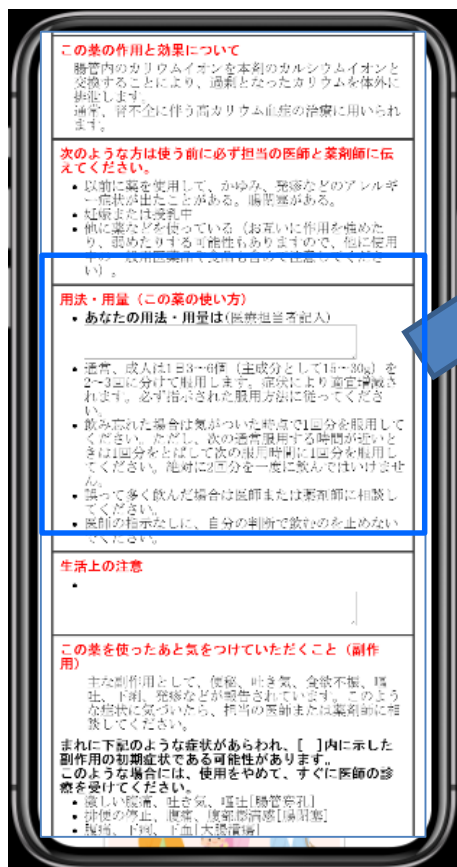 この薬の作用と効果について
腸管内のカリウムイオンを本剤のカルシウムイオンと
交換することにより、過剰となったカリウムを体外に
排泄します。
通常、腎不全に伴う高カリウム血症の治療に用いられ
ます。
次のような方は使う前に必ず担当の医師と薬剤師に伝
えてください。
• 以前に薬を使用して、かゆみ、発疹などのアレルギ
ー症状が出たことがある。腸閉塞がある。
• 妊娠または授乳中
• 他に薬などを使っている（お互いに作用を強めた
り、弱めたりする可能性もありますので、他に使用
い）。
用法・用量（この薬の使い方）
• あなたの用法・用量は(医療担当者記入)
• 通常、成人は1日3〜6個（主成分として15〜30g）を
2〜3回に分けて服用します。症状により適宜増減さ
れます。必ず指示された服用方法に従ってくださ
い。
• 飲み忘れた場合は気がついた時点で1回分を服用して
ください。ただし、次の通常服用する時間が近いと
きは1回分をとばして次の服用時間に1回分を服用し
てください。絶対に2回分を一度に飲んではいけませ
ん。
• 誤って多く飲んだ場合は医師または薬剤師に相談し
てください。
• 医師の指示なしに、自分の判断で飲むのを止めない
でください。
生活上の注意
•
この薬を使ったあと気をつけていただくこと（副作
用）
主な副作用として、便秘、吐き気、食欲不振、嘔
吐、下痢、発疹などが報告されています。このよう
な症状に気づいたら、担当の医師または薬剤師に相
談してください。
まれに下記のような症状があらわれ、[　]内に示した
副作用の初期症状である可能性があります。
このような場合には、使用をやめて、すぐに医師の診
療を受けてください。
• 激しい腹痛、吐き気、嘔吐[腸管穿孔]
• 排便の停止、腹痛、腹部膨満感[腸閉塞]
• 腹痛、下痢、下血[大腸潰瘍]